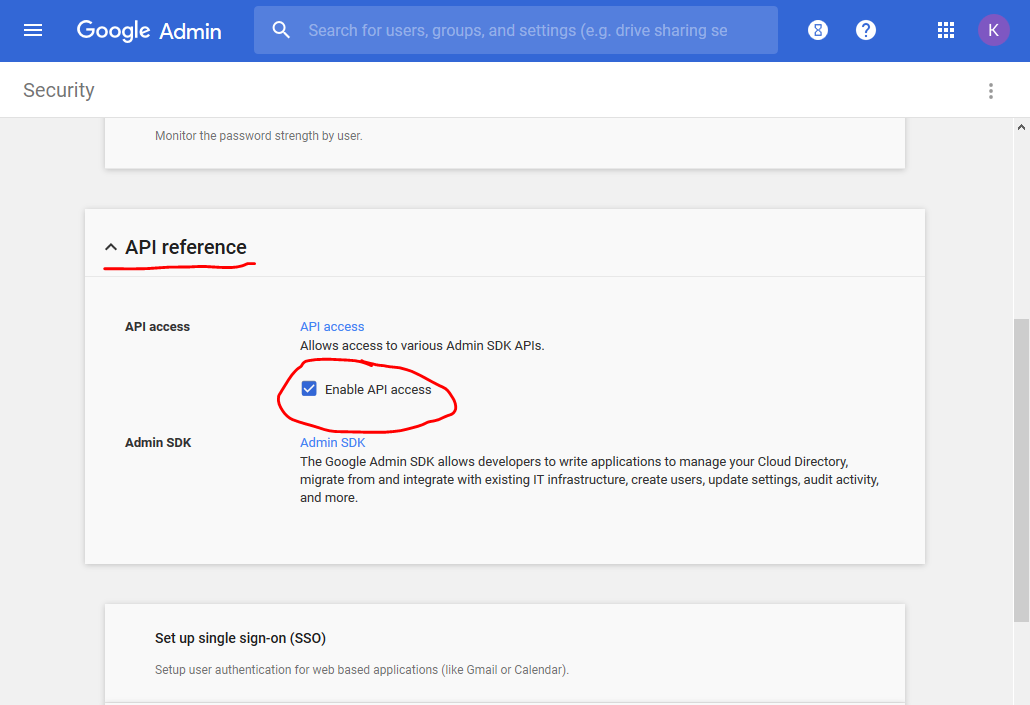 Google Admin
Search for users, groups, and settings (e.g. drive sharing se
K
Security
Monitor the password strength by user.
API reference
API access
API access
Allows access to various Admin SDK APIs.
Enable API access
Admin SDK
Admin SDK
The Google Admin SDK allows developers to write applications to manage your Cloud Directory,
migrate from and integrate with existing IT infrastructure, create users, update settings, audit activity,
and more.
Set up single sign-on (SSO)
Setup user authentication for web based applications (like Gmail or Calendar).